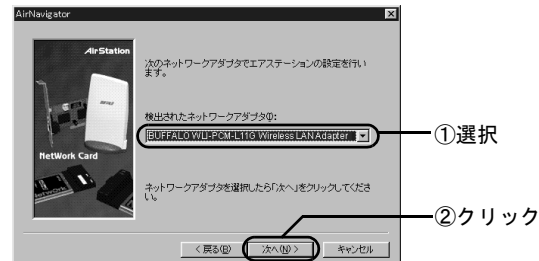 AirNavigator
AirStation
次のネットワークアダプタでエアステーションの設定を行い
ます。
検出されたネットワークアダプタ(D):
BUFFALO WLI-PCM-L11G Wireless LAN Adapter
①選択
NetWork Card
ネットワークアダプタを選択したら「次へ」をクリックしてくださ
い。
②クリック
< 戻る(B)
次へ(N) >
キャンセル